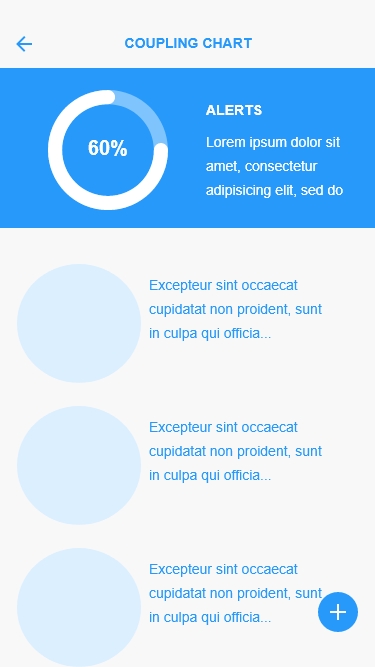 COUPLING CHART
60%
ALERTS
Lorem ipsum dolor sit
amet, consectetur
adipisicing elit, sed do
Excepteur sint occaecat
cupidatat non proident, sunt
in culpa qui officia...
Excepteur sint occaecat
cupidatat non proident, sunt
in culpa qui officia...
Excepteur sint occaecat
cupidatat non proident, sunt
in culpa qui officia...